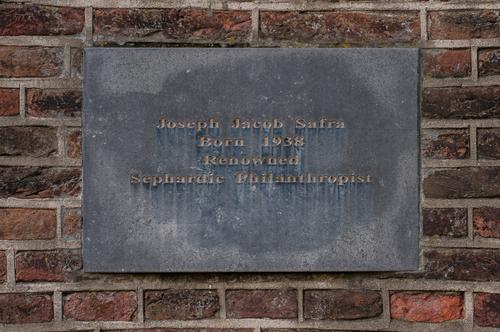 Joseph Jacob Safra
Born 1938
Renowned
Sephardic Philanthropist